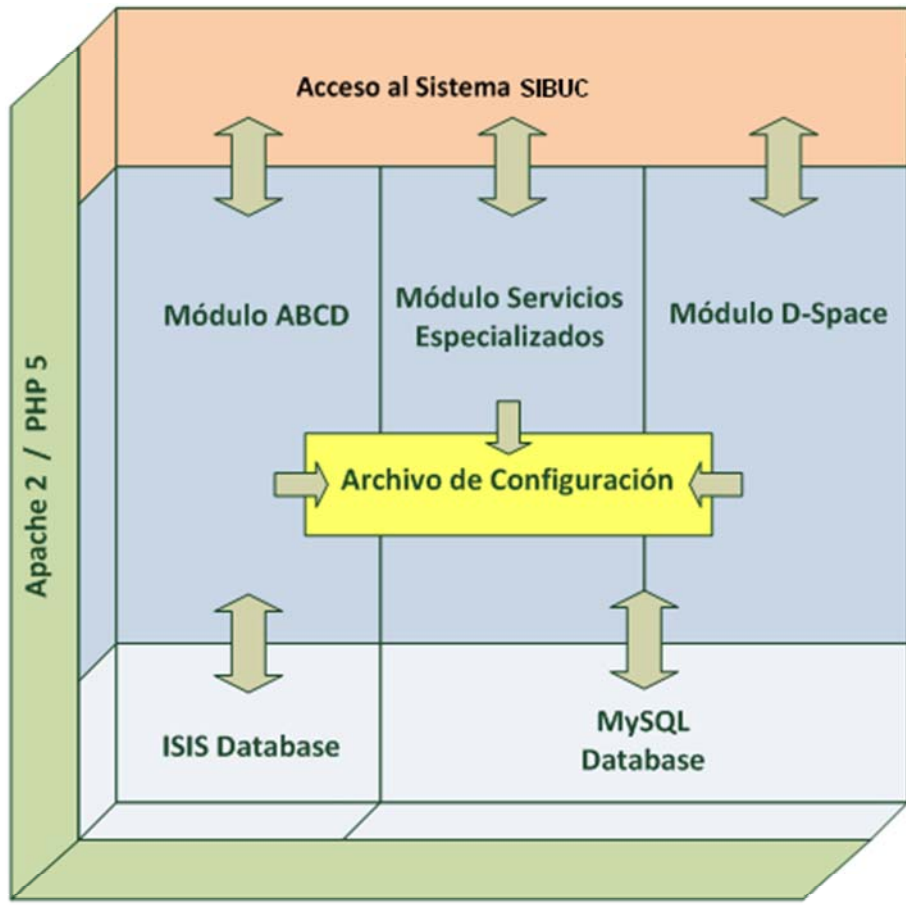 Acceso al Sistema SIBUC
Módulo ABCD
Módulo Servicios
Especializados
Módulo D-Space
Archivo de Configuración
Apache 2 / PHP 5
ISIS Database
MySQL
Database